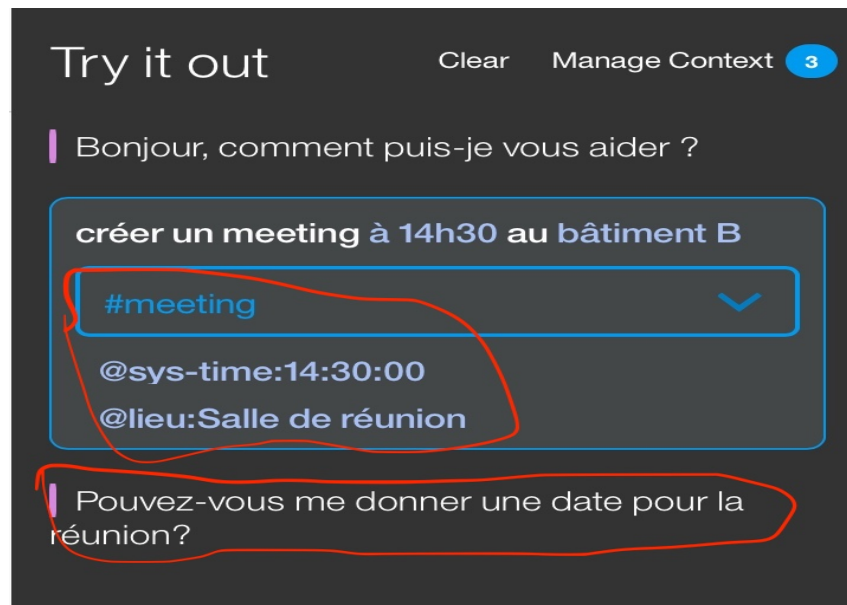 Try it out
Clear
Manage Context 3
Bonjour, comment puis-je vous aider ?
créer un meeting à 14h30 au bâtiment B
#meeting
@sys-time:14:30:00
@lieu:Salle de réunion
Pouvez-vous me donner une date pour la
réunion?